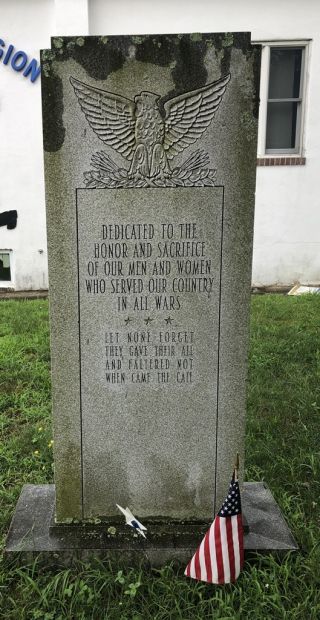 SION
DEDICATED TO THE
HONOR AND SACRIFICE
OF OUR MEN AND WOMEN
WHO SERVED OUR COUNTRY
IN ALL WARS
LET NONE FORGET
THEY GAVE THEIR ALL
AND FALTERED NOT
WHEN CAME THE CALL